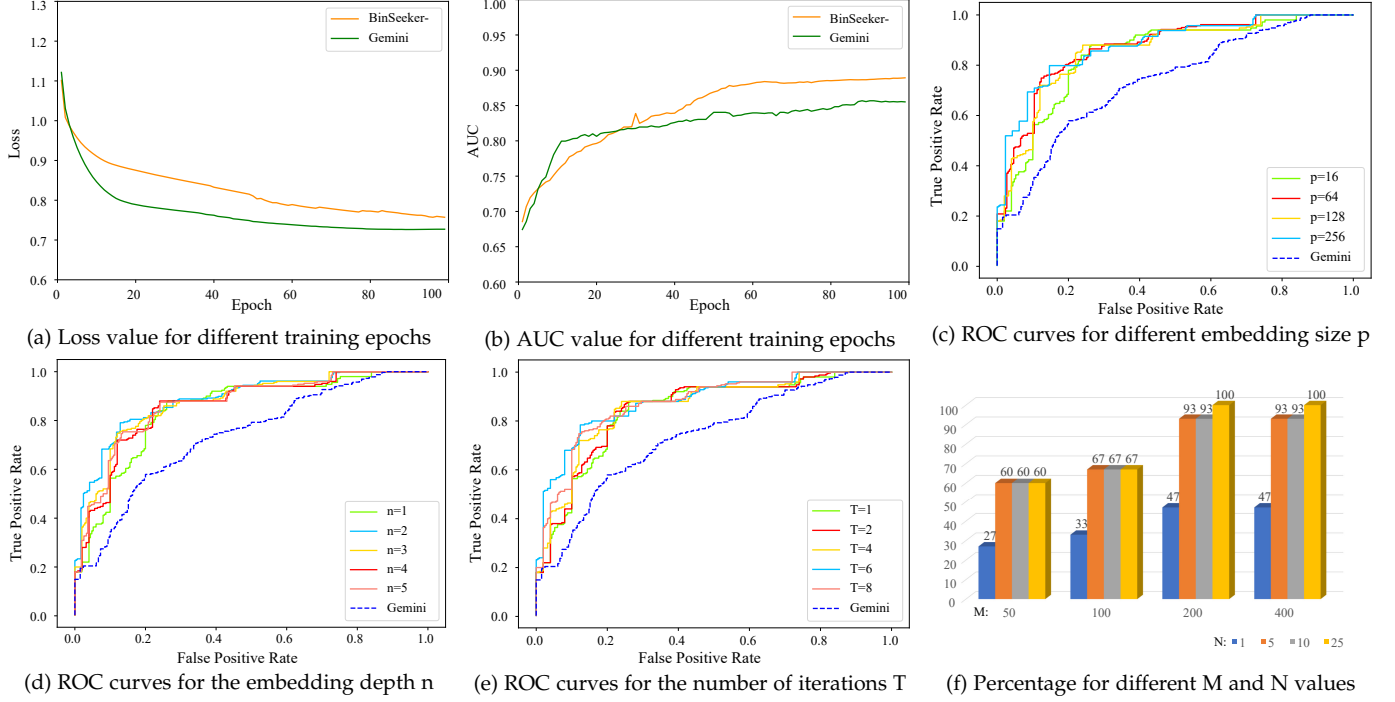 1.3
1.2
1.1
1.0
0.9
0.8
0.7
0.6
Loss
0
20
40
60
80
100
Epoch
BinSeeker-
Gemini
(a) Loss value for different training epochs
1.00
0.95
0.90
0.85
0.80
0.75
0.70
0.65
0.60
AUC
0
20
40
60
80
100
Epoch
BinSeeker-
Gemini
(b) AUC value for different training epochs
1.0
0.8
0.6
0.4
0.2
0.0
True Positive Rate
0.0
0.2
0.4
0.6
0.8
1.0
False Positive Rate
p=16
p=64
p=128
p=256
Gemini
(c) ROC curves for different embedding size p
1.0
0.8
0.6
0.4
0.2
0.0
True Positive Rate
0.0
0.2
0.4
0.6
0.8
1.0
False Positive Rate
n=1
n=2
n=3
n=4
n=5
Gemini
(d) ROC curves for the embedding depth n
1.0
0.8
0.6
0.4
0.2
0.0
True Positive Rate
0.0
0.2
0.4
0.6
0.8
1.0
False Positive Rate
T=1
T=2
T=4
T=6
T=8
Gemini
(e) ROC curves for the number of iterations T
100
90
80
70
60
50
40
30
20
10
0
27
60 60 60
33
67 67 67
47
93 93
100
47
93 93
100
M: 50 100 200 400
N: 1 5 10 25
(f) Percentage for different M and N values